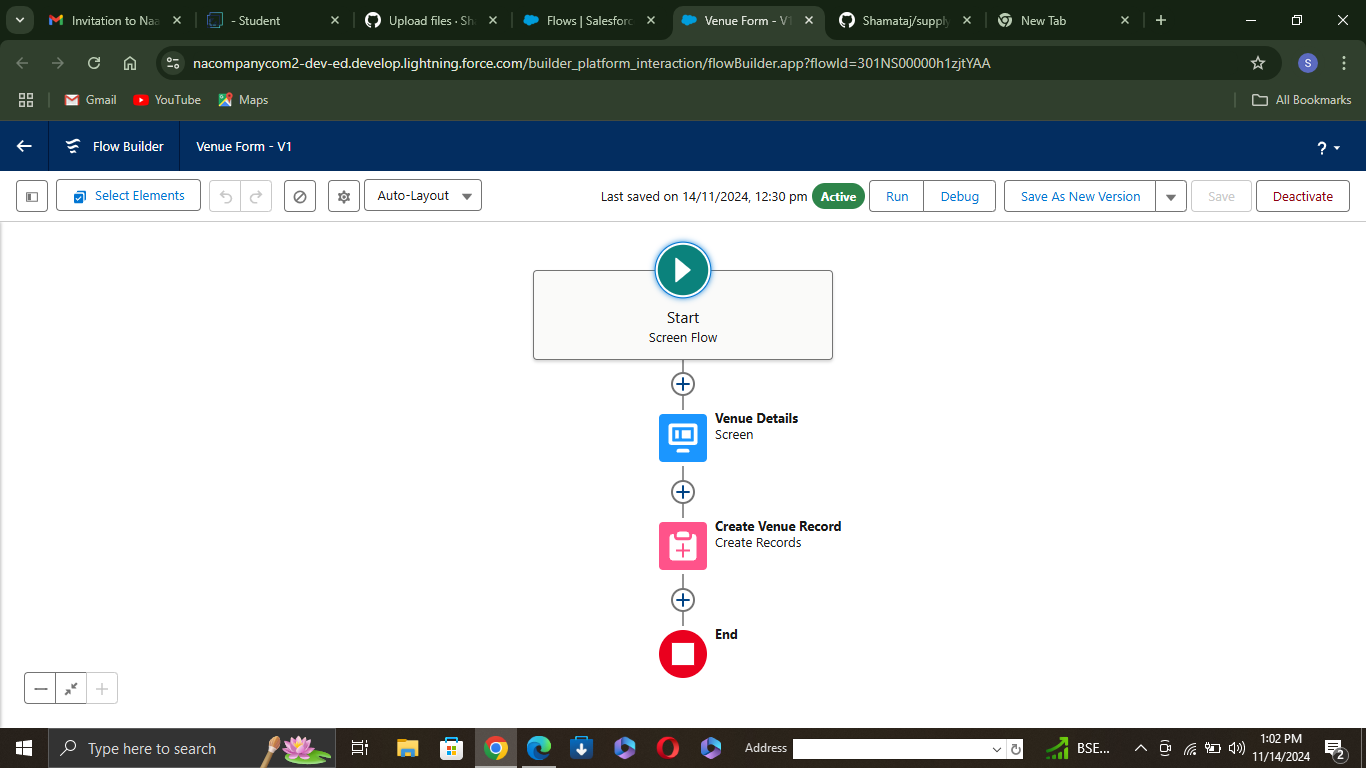 Invitation to Naa
- Student
Upload files · Sh
Flows | Salesforc
Venue Form - V1
Shamataj/supply
New Tab
nacompanycom2-dev-ed.develop.lightning.force.com/builder_platform_interaction/flowBuilder.app?flowId=301NS00000h1zjtYAA
S
Gmail
YouTube
Maps
All Bookmarks
Flow Builder
Venue Form - V1
?
Select Elements
Auto-Layout
Last saved on 14/11/2024, 12:30 pm
Active
Run
Debug
Save As New Version
Save
Deactivate
Start
Screen Flow
Venue Details
Screen
Create Venue Record
Create Records
End
Type here to search
Address
BSE...
1:02 PM
11/14/2024
2